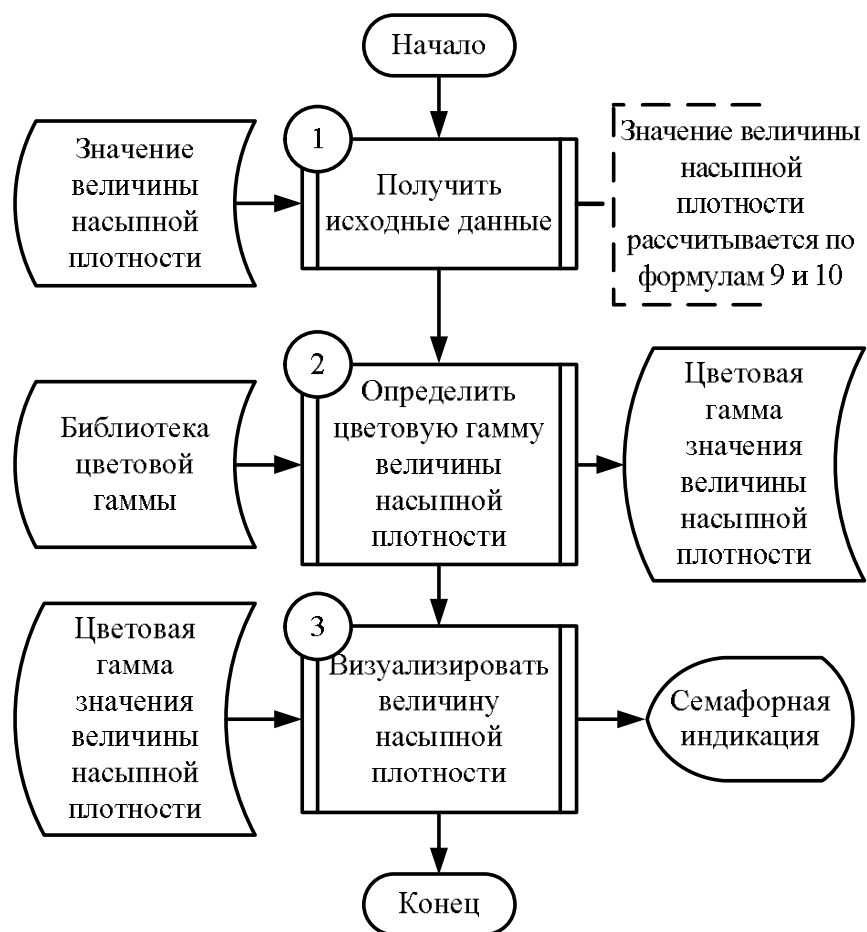 Начало
Значение
величины
насыпной
плотности
1
Получить
исходные данные
Значение величины
насыпной
плотности
рассчитывается по
формулам 9 и 10
Библиотека
цветовой
гаммы
2
Определить
цветовую гамму
величины
насыпной
плотности
Цветовая
гамма
значения
величины
насыпной
плотности
Цветовая
гамма
значения
величины
насыпной
плотности
3
Визуализировать
величину
насыпной
плотности
Семафорная
индикация
Конец